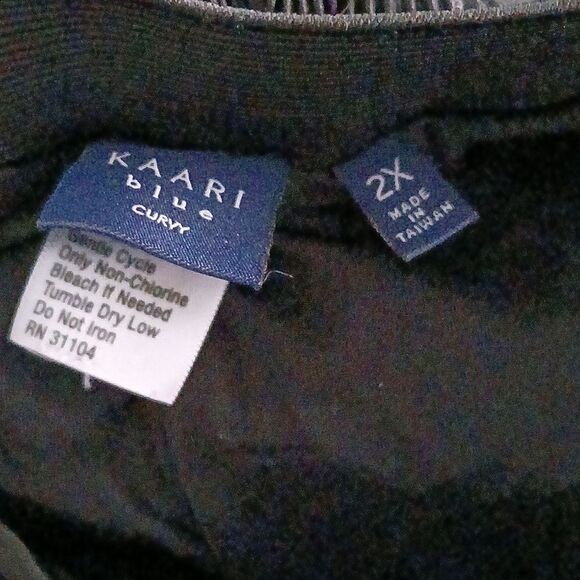 KAARI
blue
CURVY
Gentle Cycle
Only Non-Chlorine
Bleach If Needed
Tumble Dry Low
Do Not Iron
RN 31104
2X
MADE
IN
TAIWAN